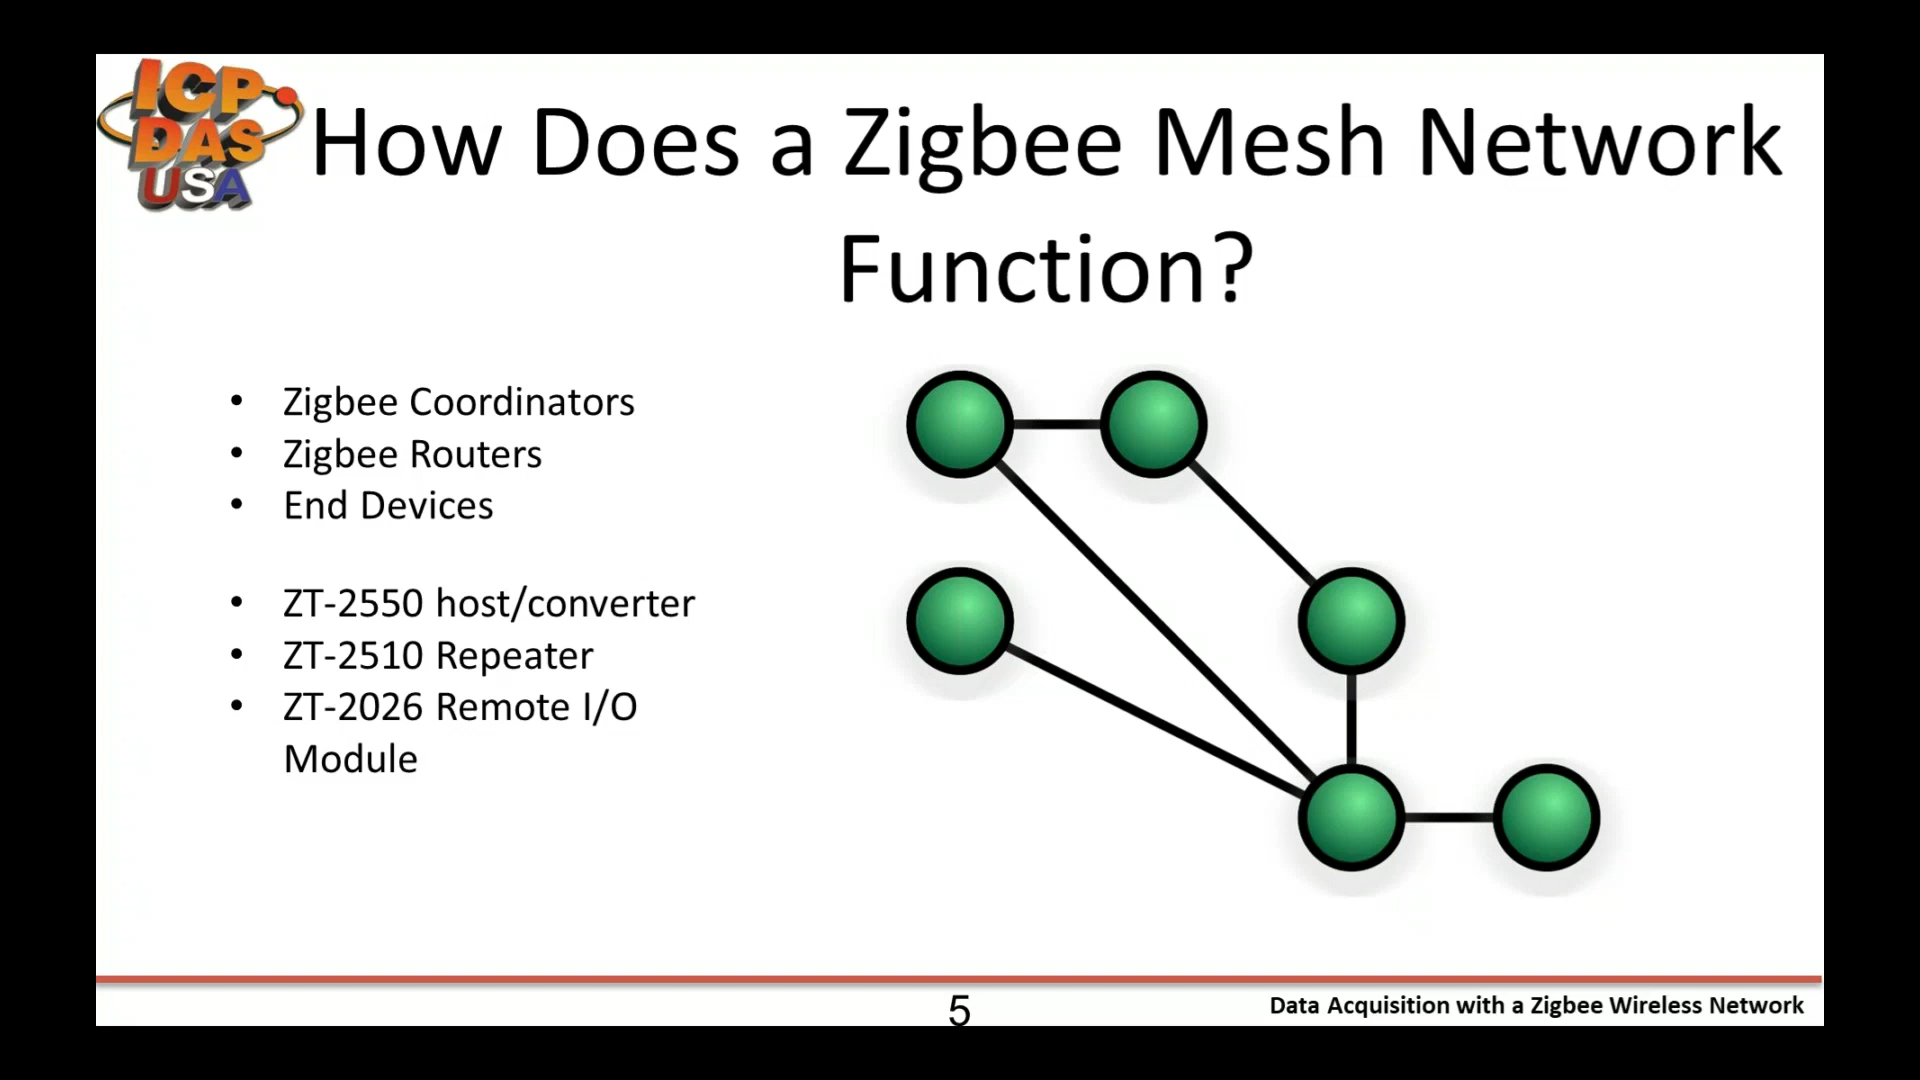 ICP
DAS
USA
How Does a Zigbee Mesh Network
Function?
• Zigbee Coordinators
• Zigbee Routers
• End Devices
• ZT-2550 host/converter
• ZT-2510 Repeater
• ZT-2026 Remote I/O
Module
5
Data Acquisition with a Zigbee Wireless Network